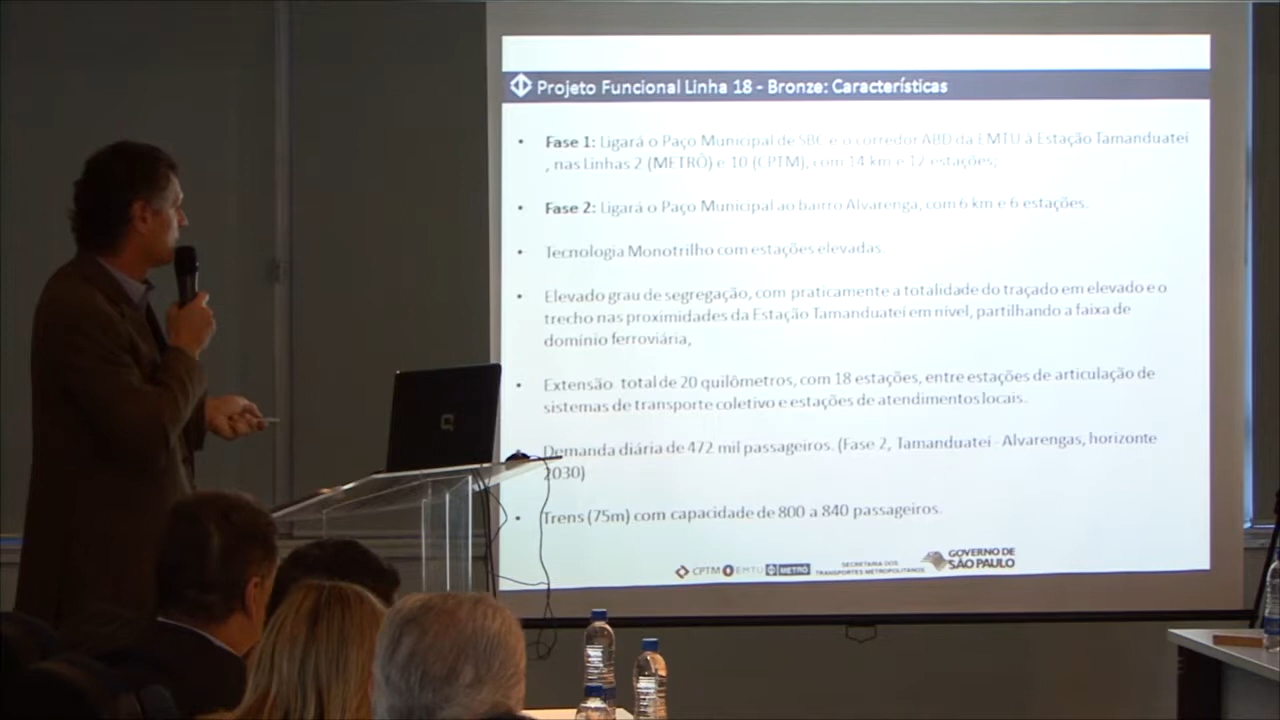 Projeto Funcional Linha 18 - Bronze: Características
• Fase 1: Ligará o Paço Municipal de SBC e o corredor ABD da EMTU à Estação Tamanduateí
, nas Linhas 2 (METRÔ) e 10 (CPTM), com 14 km e 12 estações;
• Fase 2: Ligará o Paço Municipal ao bairro Alvarenga, com 6 km e 6 estações.
• Tecnologia Monotrilho com estações elevadas.
• Elevado grau de segregação, com praticamente a totalidade do traçado em elevado e o
trecho nas proximidades da Estação Tamanduateí em nível, partilhando a faixa de
domínio ferroviária,
• Extensão total de 20 quilômetros, com 18 estações, entre estações de articulação de
sistemas de transporte coletivo e estações de atendimentos locais.
Demanda diária de 472 mil passageiros. (Fase 2, Tamanduateí - Alvarengas, horizonte
2030)
• Trens (75m) com capacidade de 800 a 840 passageiros.
CPTM EMTU METRÔ SECRETARIA DOS
TRANSPORTES METROPOLITANOS
GOVERNO DE
SÃO PAULO